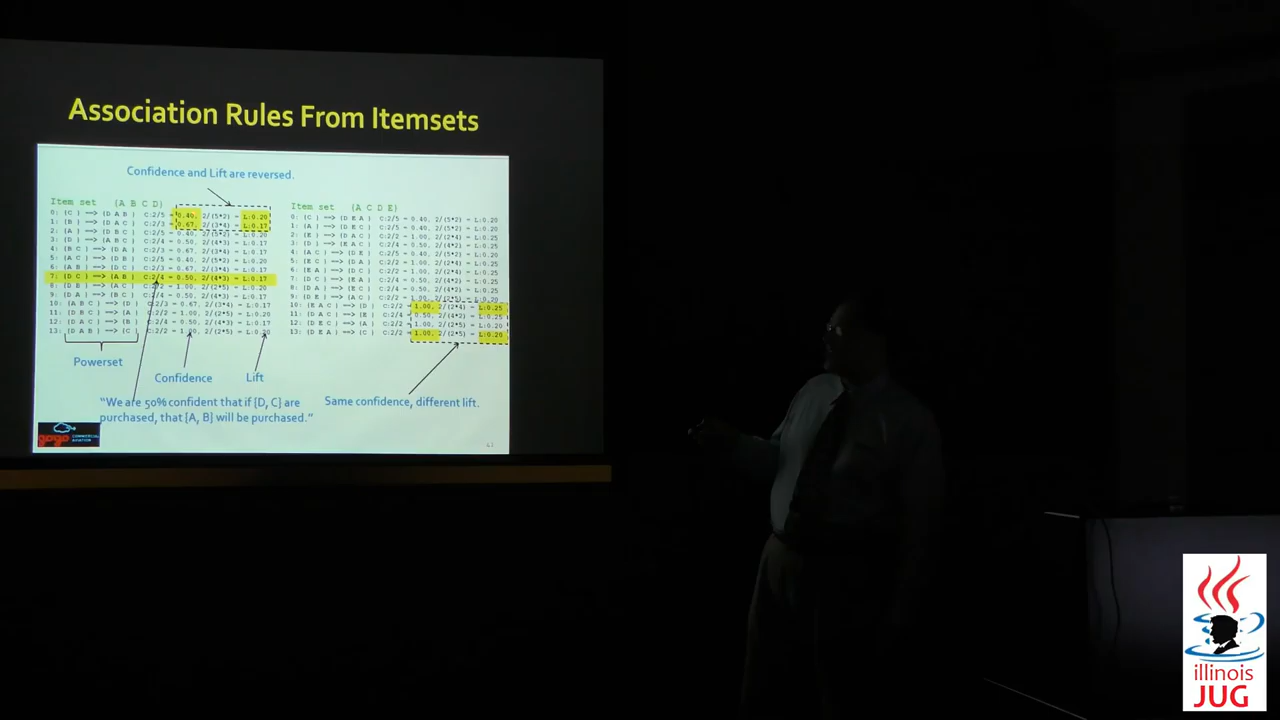 Association Rules From Itemsets
Confidence and Lift are reversed.
Item set {A B C D}
0: {C } ==> {D A B } C:2/5 = 0.40, 2/(5*2) = L:0.20
1: {B } ==> {D A C } C:2/3 = 0.67, 2/(3*4) = L:0.17
2: {A } ==> {D B C } C:2/5 = 0.40, 2/(5*2) = L:0.20
3: {D } ==> {A B C } C:2/4 = 0.50, 2/(4*3) = L:0.17
4: {B C } ==> {D A } C:2/3 = 0.67, 2/(3*4) = L:0.17
5: {A C } ==> {D B } C:2/5 = 0.40, 2/(5*2) = L:0.20
6: {A B } ==> {D C } C:2/3 = 0.67, 2/(3*4) = L:0.17
7: {D C } ==> {A B } C:2/4 = 0.50, 2/(4*3) = L:0.17
8: {D B } ==> {A C } C:2/2 = 1.00, 2/(2*5) = L:0.20
9: {D A } ==> {B C } C:2/4 = 0.50, 2/(4*3) = L:0.17
10: {A B C } ==> {D } C:2/3 = 0.67, 2/(3*4) = L:0.17
11: {D B C } ==> {A } C:2/2 = 1.00, 2/(2*5) = L:0.20
12: {D A C } ==> {B } C:2/4 = 0.50, 2/(4*3) = L:0.17
13: {D A B } ==> {C } C:2/2 = 1.00, 2/(2*5) = L:0.20
Item set {A C D E}
0: {C } ==> {D E A } C:2/5 = 0.40, 2/(5*2) = L:0.20
1: {A } ==> {D E C } C:2/5 = 0.40, 2/(5*2) = L:0.20
2: {E } ==> {D A C } C:2/2 = 1.00, 2/(2*4) = L:0.25
3: {D } ==> {E A C } C:2/4 = 0.50, 2/(4*2) = L:0.25
4: {A C } ==> {D E } C:2/5 = 0.40, 2/(5*2) = L:0.20
5: {E C } ==> {D A } C:2/2 = 1.00, 2/(2*4) = L:0.25
6: {E A } ==> {D C } C:2/2 = 1.00, 2/(2*4) = L:0.25
7: {D C } ==> {E A } C:2/4 = 0.50, 2/(4*2) = L:0.25
8: {D A } ==> {E C } C:2/4 = 0.50, 2/(4*2) = L:0.25
9: {D E } ==> {A C } C:2/2 = 1.00, 2/(2*5) = L:0.20
10: {E A C } ==> {D } C:2/2 = 1.00, 2/(2*4) = L:0.25
11: {D A C } ==> {E } C:2/4 = 0.50, 2/(4*2) = L:0.25
12: {D E C } ==> {A } C:2/2 = 1.00, 2/(2*5) = L:0.20
13: {D E A } ==> {C } C:2/2 = 1.00, 2/(2*5) = L:0.20
Powerset
Confidence
Lift
"We are 50% confident that if {D, C} are
purchased, that {A, B} will be purchased."
Same confidence, different lift.
gogo COMMERCIAL
AVIATION
illinois
JUG